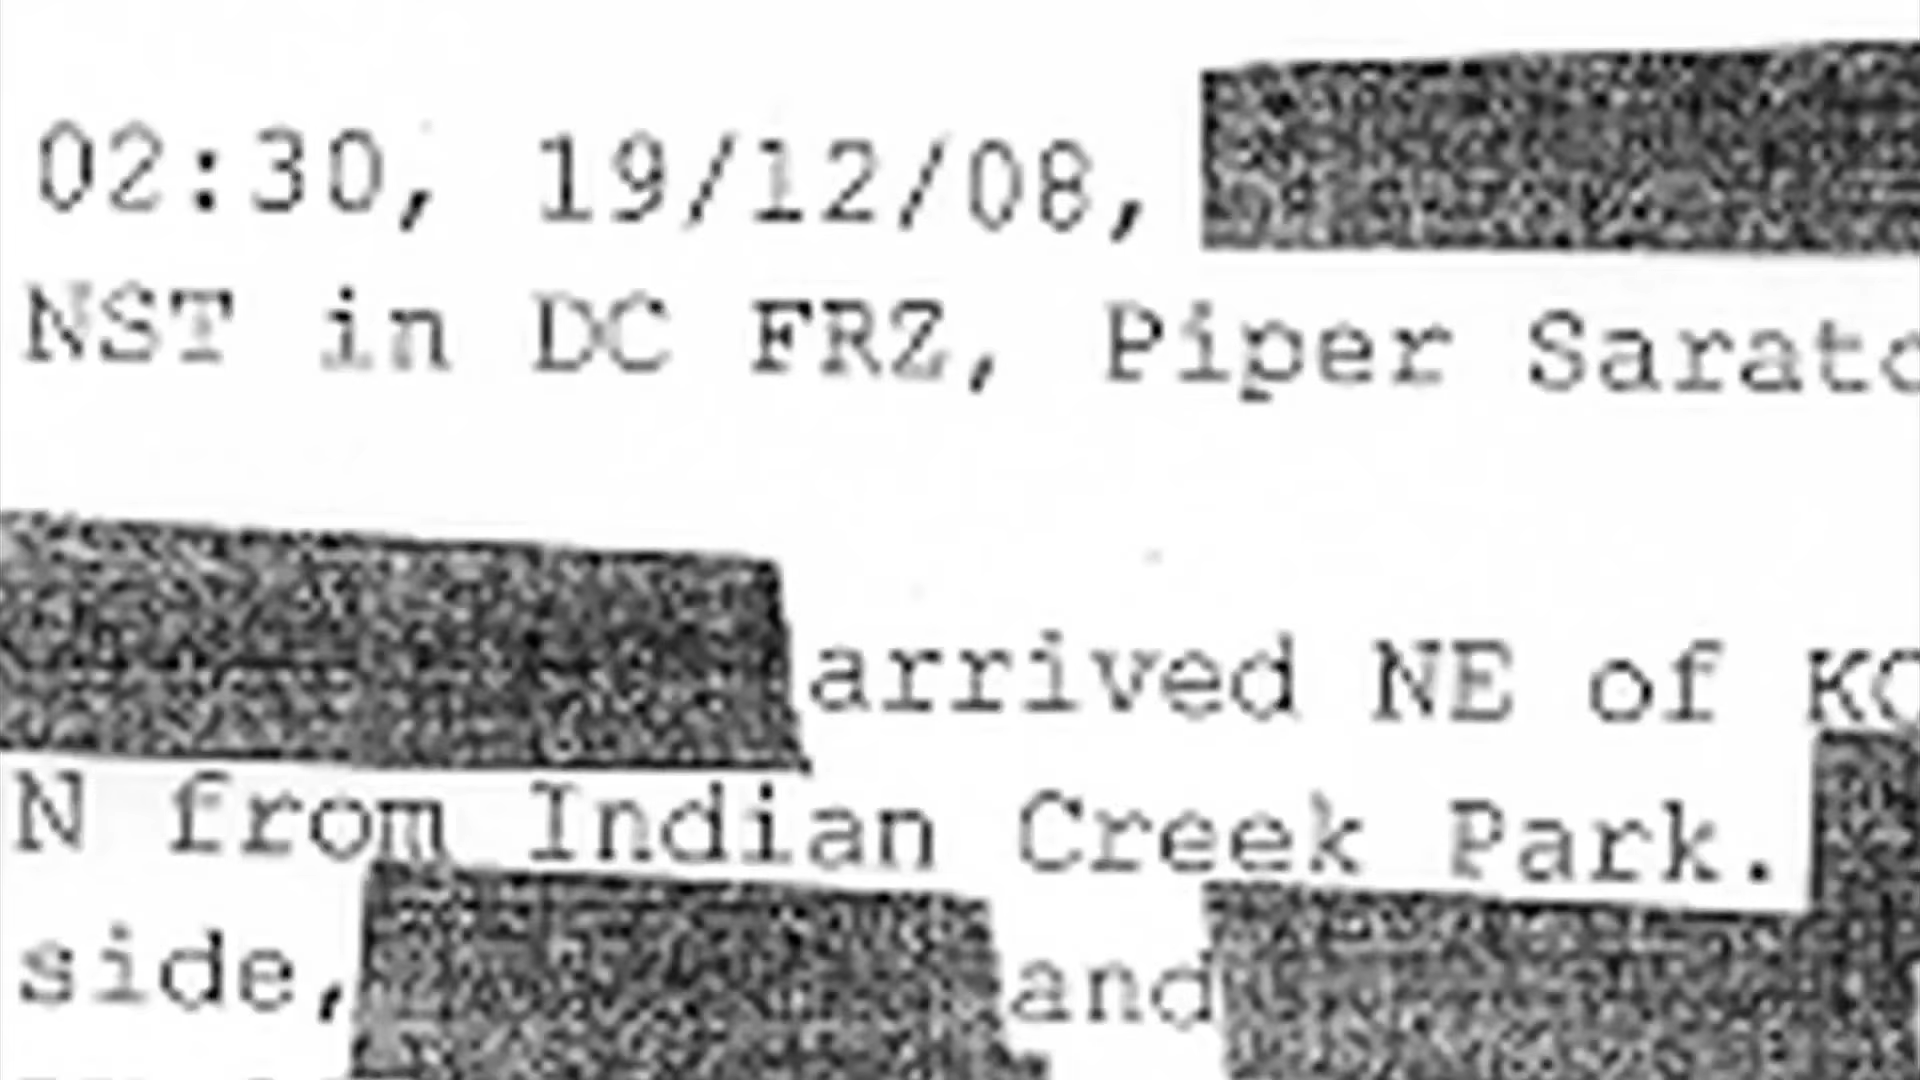 02:30, 19/12/08,
NST in DC FRZ, Piper
arrived NE of
N from Indian Creek Park.
side, and